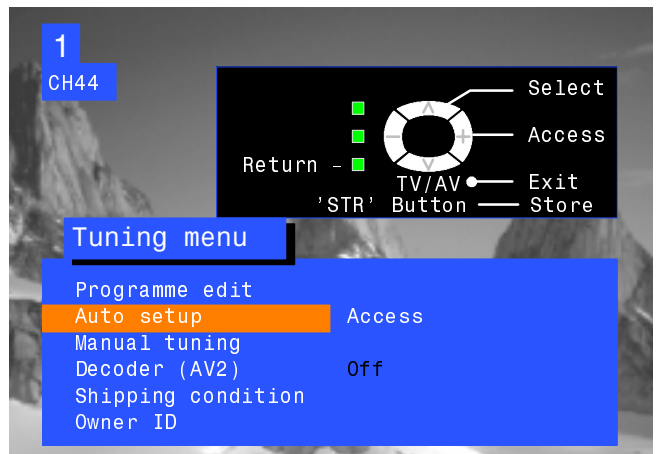 1
CH44
Select
Access
Return –
TV/AV
Exit
'STR' Button
Store
Tuning menu
Programme edit
Auto setup Access
Manual tuning
Decoder (AV2) Off
Shipping condition
Owner ID